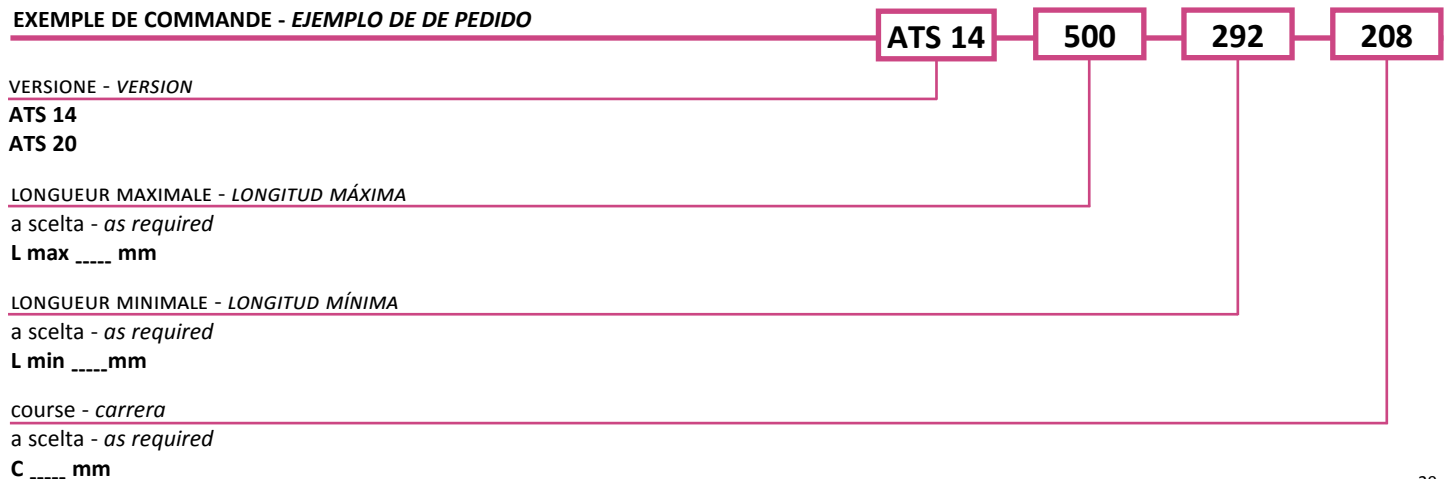 EXEMPLE DE COMMANDE - EJEMPLO DE DE PEDIDO
ATS 14 500 292 208
VERSIONE - VERSION
ATS 14
ATS 20
LONGUEUR MAXIMALE - LONGITUD MÁXIMA
a scelta - as required
L max _____ mm
LONGUEUR MINIMALE - LONGITUD MÍNIMA
a scelta - as required
L min _____mm
course - carrera
a scelta - as required
C _____ mm